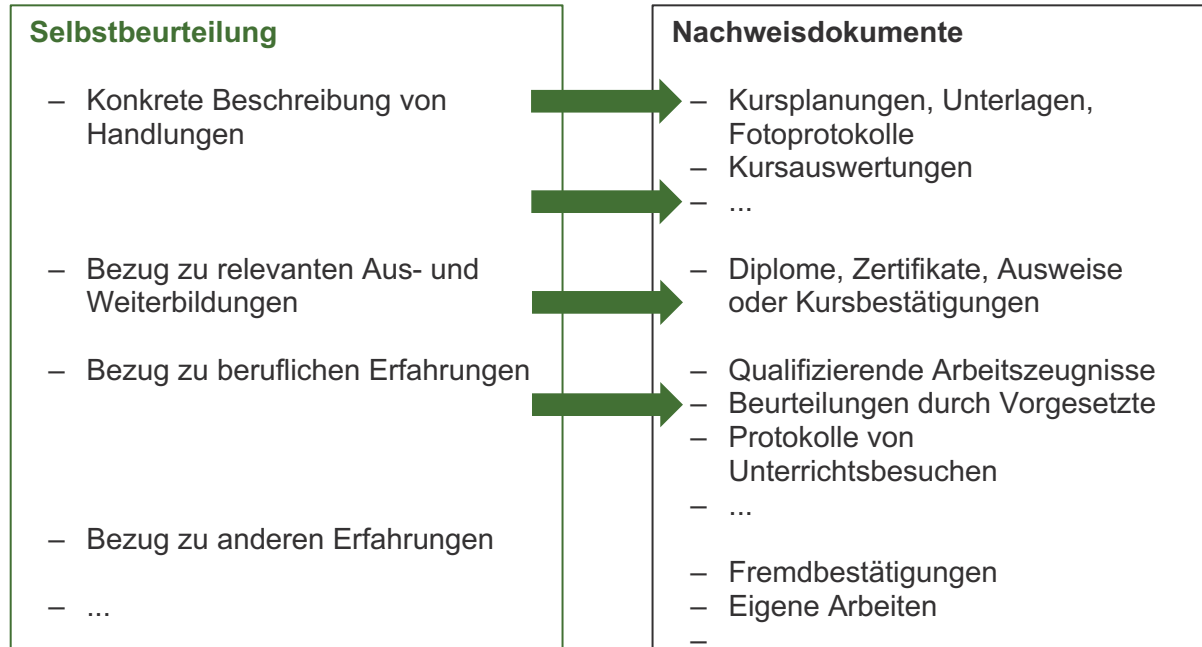 Selbstbeurteilung
– Konkrete Beschreibung von
Handlungen
– Bezug zu relevanten Aus- und
Weiterbildungen
– Bezug zu beruflichen Erfahrungen
– Bezug zu anderen Erfahrungen
– ...
Nachweisdokumente
– Kursplanungen, Unterlagen,
Fotoprotokolle
– Kursauswertungen
– ...
– Diplome, Zertifikate, Ausweise
oder Kursbestätigungen
– Qualifizierende Arbeitszeugnisse
– Beurteilungen durch Vorgesetzte
– Protokolle von
Unterrichtsbesuchen
– ...
– Fremdbestätigungen
– Eigene Arbeiten
–